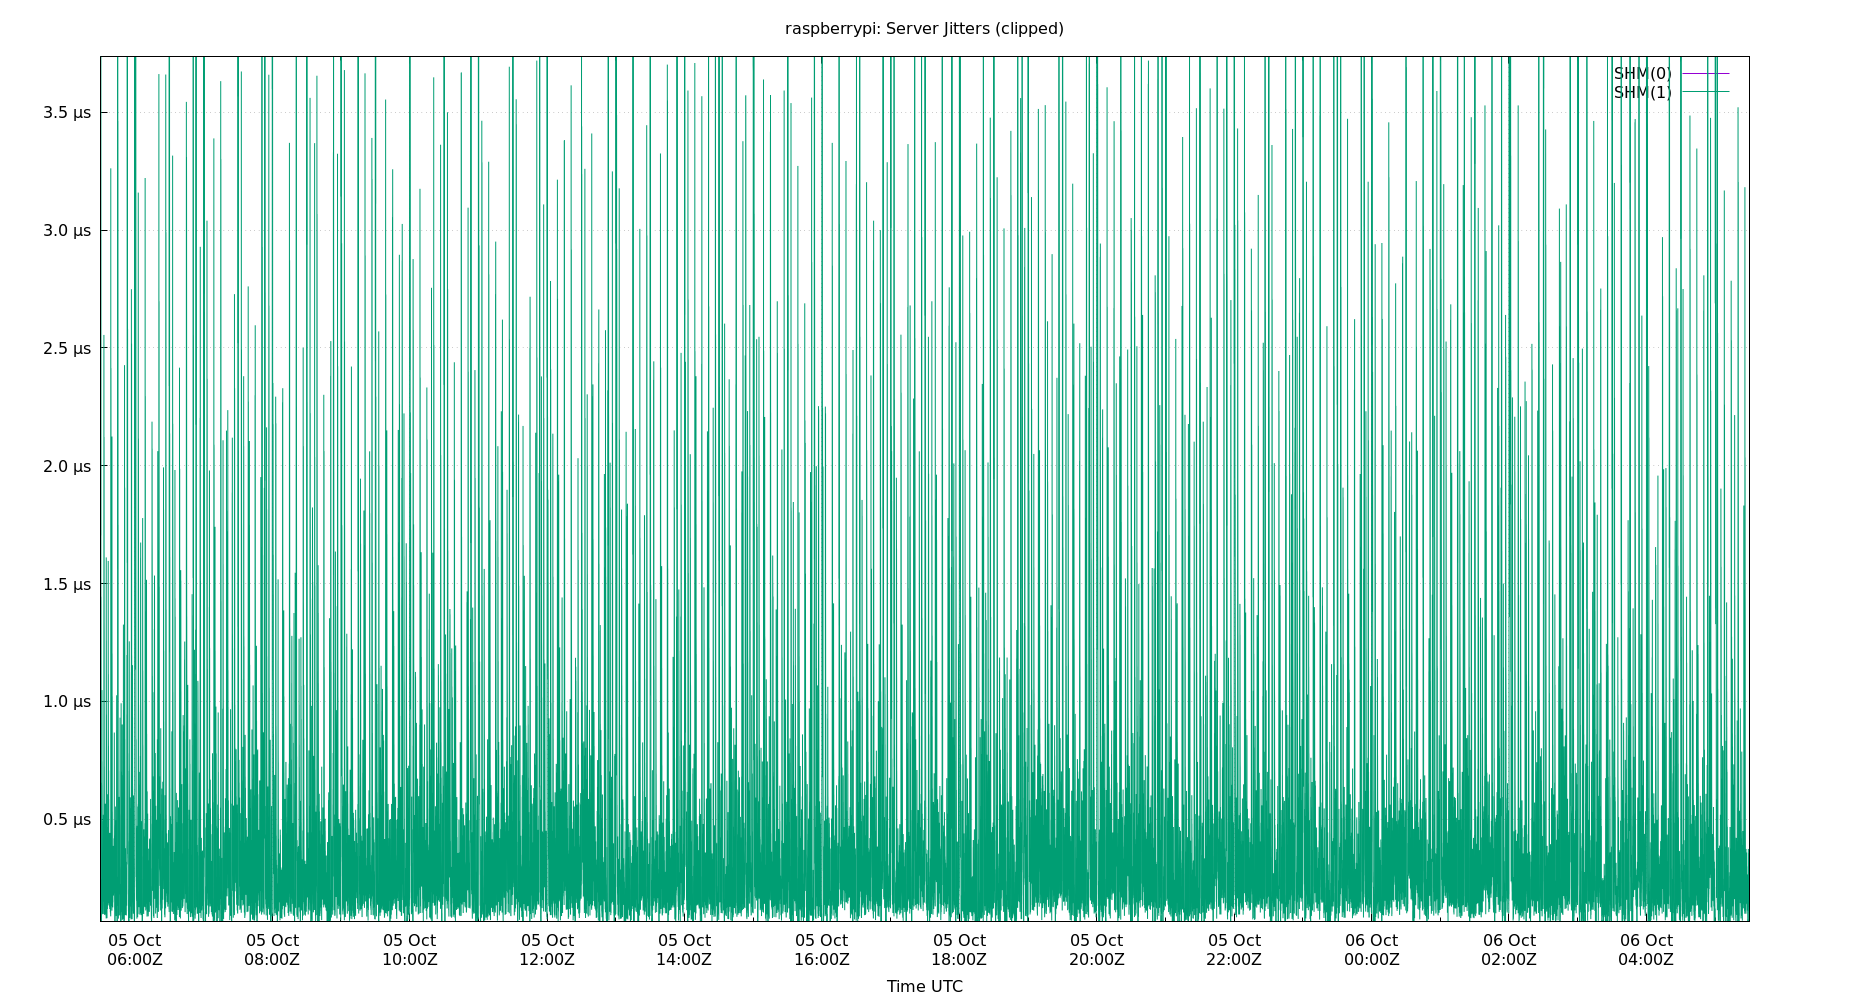 raspberrypi: Server Jitters (clipped)
SHM(0)
SHM(1)
3.5 µs
3.0 µs
2.5 µs
2.0 µs
1.5 µs
1.0 µs
0.5 µs
05 Oct 05 Oct 05 Oct 05 Oct 05 Oct 05 Oct 05 Oct 05 Oct 05 Oct 06 Oct 06 Oct 06 Oct
06:00Z 08:00Z 10:00Z 12:00Z 14:00Z 16:00Z 18:00Z 20:00Z 22:00Z 00:00Z 02:00Z 04:00Z
Time UTC